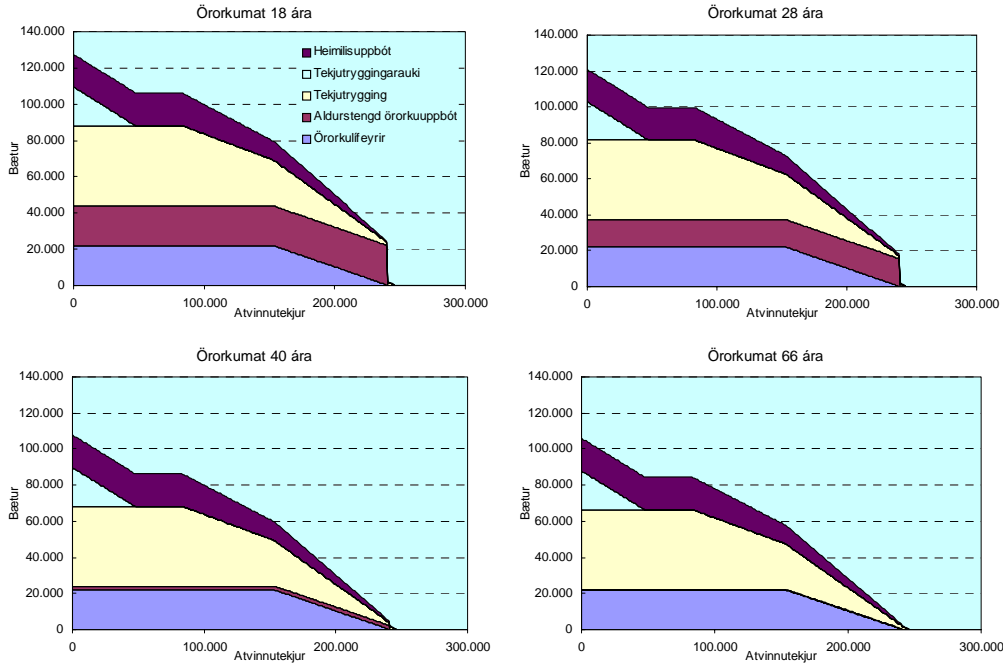 Örorkumat 18 ára
140.000
120.000
100.000
80.000
60.000
40.000
20.000
0
Bætur
Heimilisuppbót
Tekjutryggingarauki
Tekjutrygging
Aldurstengd örorkuuppbót
Örorkulífeyrir
0 100.000 200.000 300.000
Atvinnutekjur
Örorkumat 28 ára
140.000
120.000
100.000
80.000
60.000
40.000
20.000
0
Bætur
0 100.000 200.000 300.000
Atvinnutekjur
Örorkumat 40 ára
140.000
120.000
100.000
80.000
60.000
40.000
20.000
0
Bætur
0 100.000 200.000 300.000
Atvinnutekjur
Örorkumat 66 ára
140.000
120.000
100.000
80.000
60.000
40.000
20.000
0
Bætur
0 100.000 200.000 300.000
Atvinnutekjur